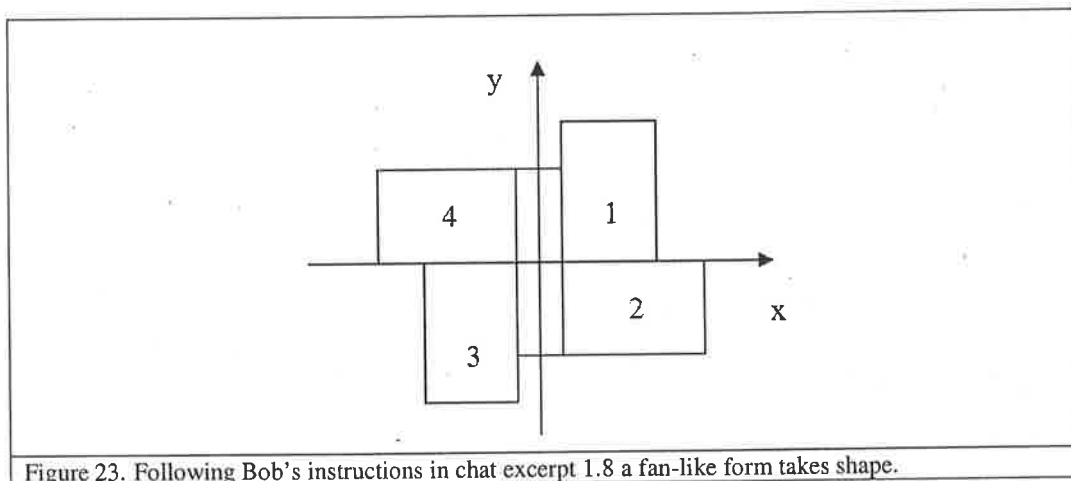 y
4
1
2
x
3
Figure 23. Following Bob's instructions in chat excerpt 1.8 a fan-like form takes shape.